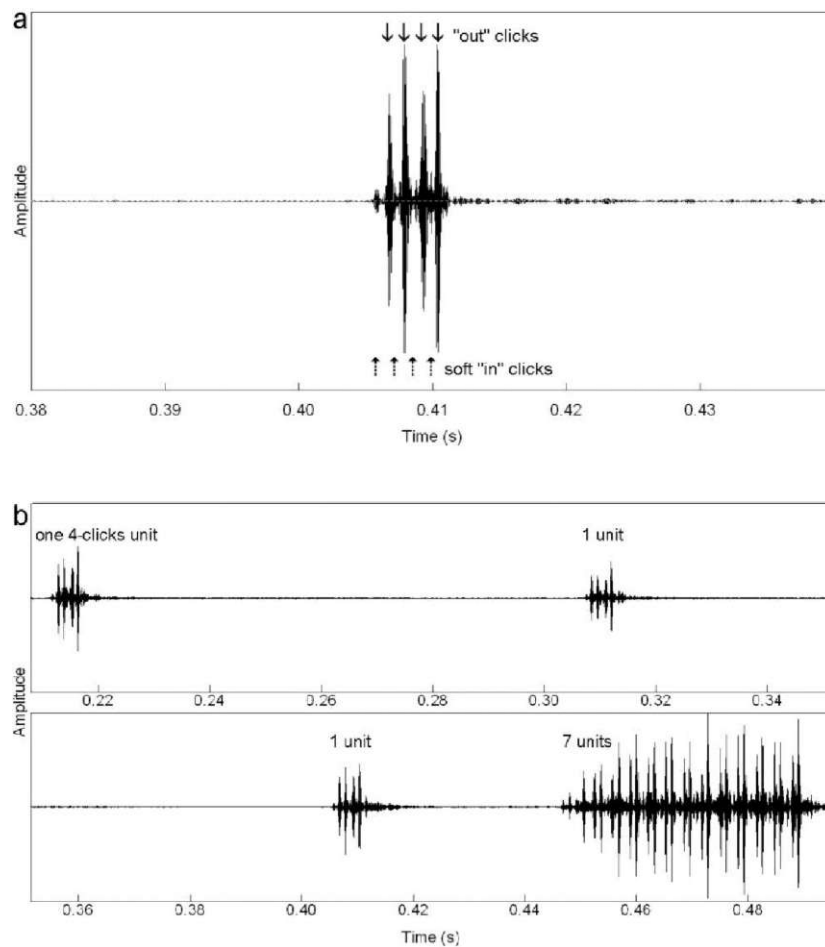 a
"out" clicks
Amplitude
soft "in" clicks
0.38 0.39 0.40 0.41 0.42 0.43
Time (s)
b
one 4-clicks unit 1 unit
0.22 0.24 0.26 0.28 0.30 0.32 0.34
Amplitude
1 unit 7 units
0.36 0.38 0.40 0.42 0.44 0.46 0.48
Time (s)